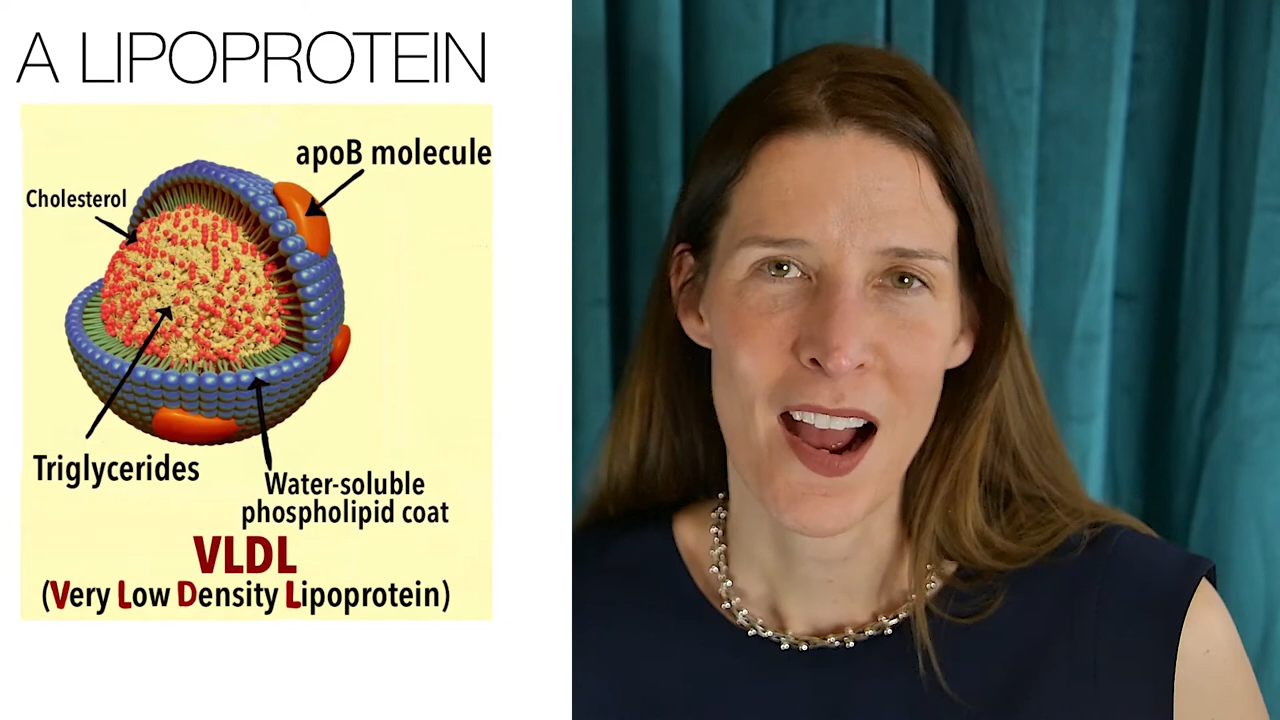 A LIPOPROTEIN
apoB molecule
Cholesterol
Triglycerides
Water-soluble
phospholipid coat
VLDL
(Very Low Density Lipoprotein)